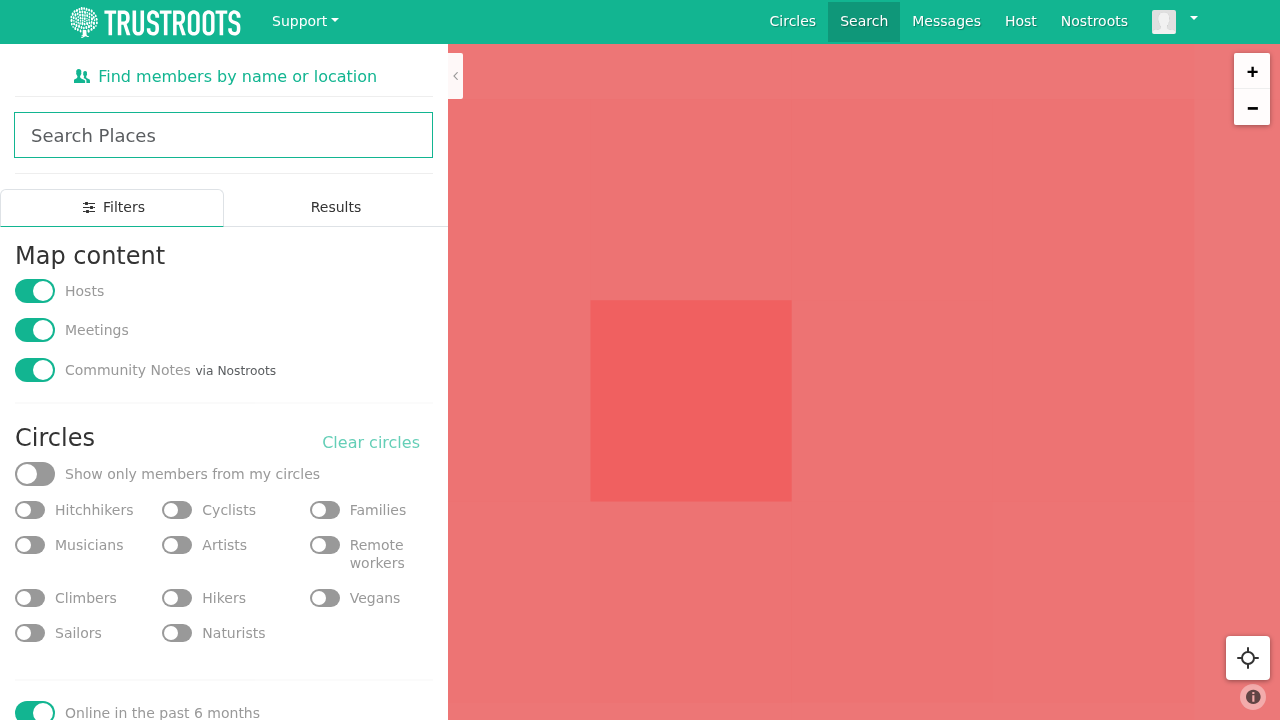 TRUSTROOTS
Support
Circles
Search
Messages
Host
Nostroots
Find members by name or location
Search Places
Filters
Results
Map content
Hosts
Meetings
Community Notes via Nostroots
Circles
Clear circles
Show only members from my circles
Hitchhikers
Cyclists
Families
Musicians
Artists
Remote
workers
Climbers
Hikers
Vegans
Sailors
Naturists
Online in the past 6 months
+
−